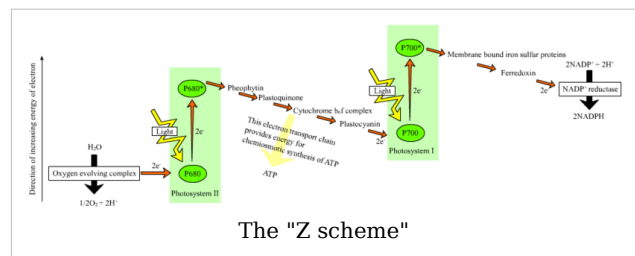 Direction of increasing energy of electron
H₂O
Oxygen evolving complex
1/2O₂ + 2H⁺
2e⁻
P680
Light
2e⁻
P680*
Photosystem II
Pheophytin
Plastoquinone
Cytochrome b₆f complex
Plastocyanin
This electron transport chain
provides energy for
chemiosmotic synthesis of ATP
ATP
P700
Light
2e⁻
P700*
Photosystem I
Membrane bound iron sulfur proteins
Ferredoxin
2e⁻
2NADP⁺ + 2H⁺
NADP⁺ reductase
2NADPH
The "Z scheme"